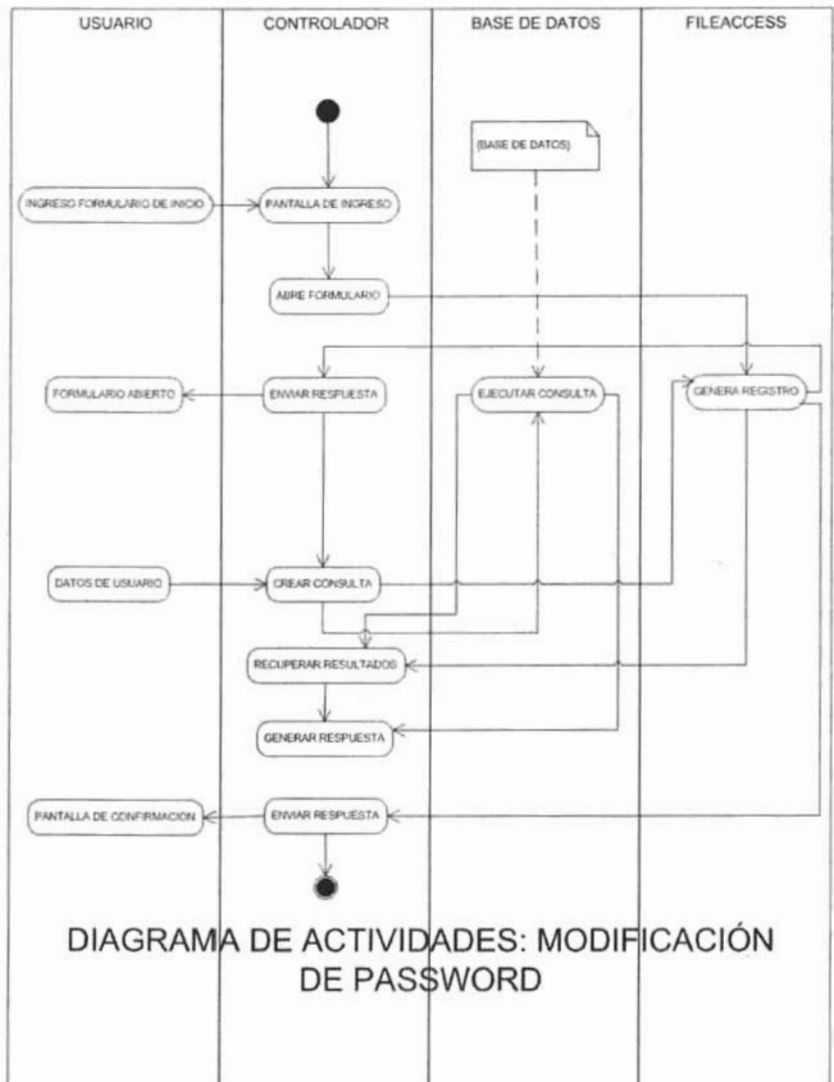 USUARIO
CONTROLADOR
BASE DE DATOS
FILEACCESS
{BASE DE DATOS}
INGRESO FORMULARIO DE INICIO
PANTALLA DE INGRESO
ABRE FORMULARIO
FORMULARIO ABIERTO
ENVIAR RESPUESTA
EJECUTAR CONSULTA
GENERA REGISTRO
DATOS DE USUARIO
CREAR CONSULTA
RECUPERAR RESULTADOS
GENERAR RESPUESTA
PANTALLA DE CONFIRMACION
ENVIAR RESPUESTA
DIAGRAMA DE ACTIVIDADES: MODIFICACIÓN
DE PASSWORD